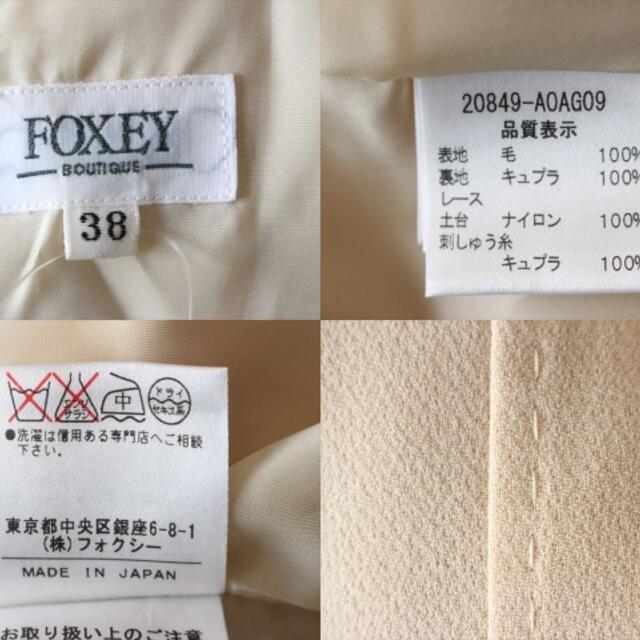 FOXEY
BOUTIQUE
38
20849-A0AG09
品質表示
表地 毛 100%
裏地 キュプラ 100%
レース
土台 ナイロン 100%
刺しゅう糸
キュプラ 100%
中
ドライ
セキユ系
●洗濯は信用ある専門店へご相談
下さい。
東京都中央区銀座6-8-1
(株)フォクシー
MADE IN JAPAN
お取り扱い上のご注意